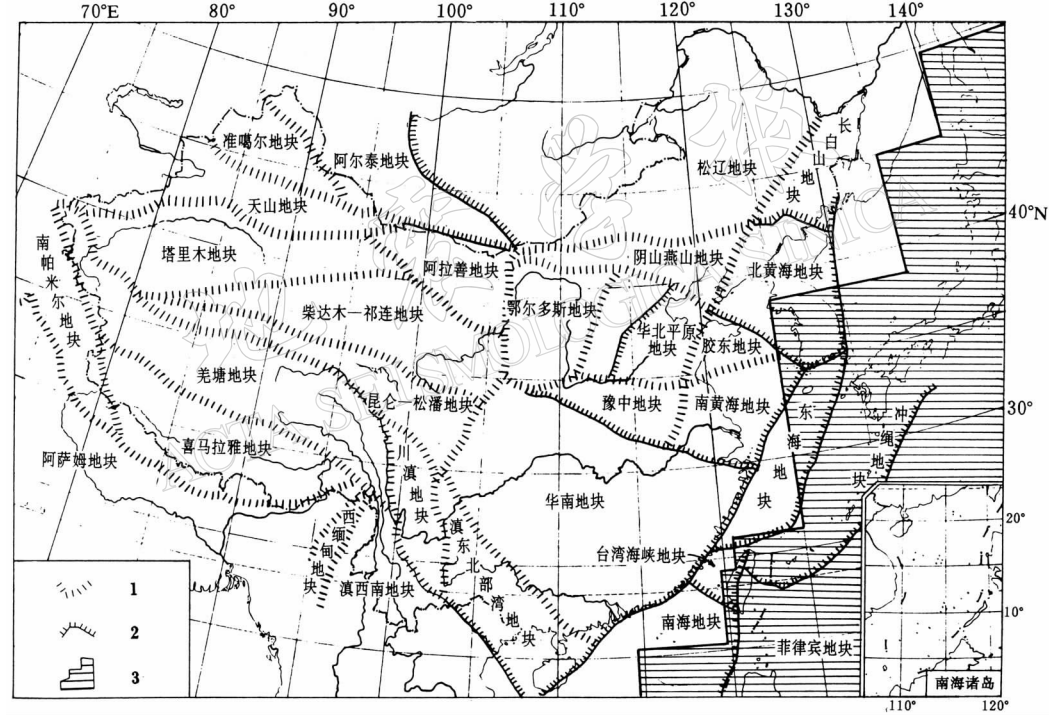 70°E
80°
90°
100°
110°
120°
130°
140°
准噶尔地块
阿尔泰地块
松辽地块
长白山地块
天山地块
40°N
南帕米尔地块
塔里木地块
阿拉善地块
阴山燕山地块
北黄海地块
柴达木—祁连地块
鄂尔多斯地块
华北平原
地块
胶东地块
羌塘地块
昆仑—松潘地块
豫中地块
南黄海地块
东海地块
冲绳地块
30°
喜马拉雅地块
阿萨姆地块
川滇地块
华南地块
西缅甸地块
滇东北部湾地块
台湾海峡地块
20°
滇西南地块
南海地块
菲律宾地块
10°
1
2
3
南海诸岛
110°
120°
地震学报
ACTA SEISMOLOGICA SINICA